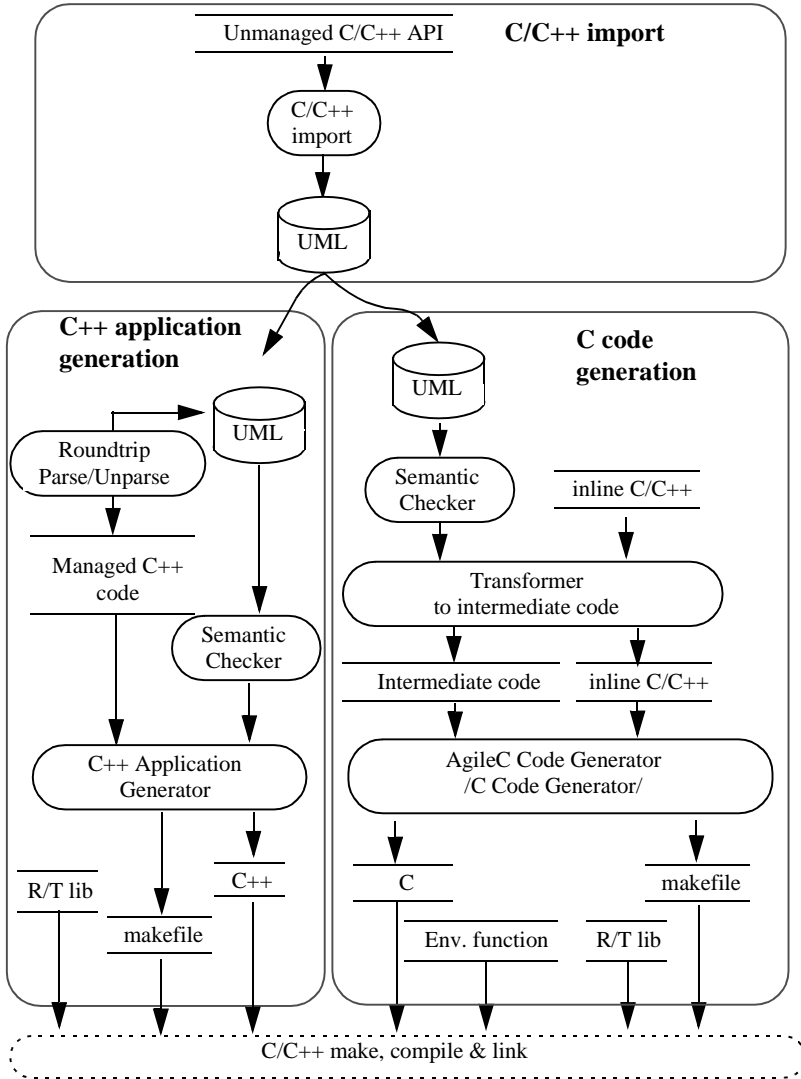 Unmanaged C/C++ API
C/C++ import
C/C++
import
UML
C++ application
generation
UML
Roundtrip
Parse/Unparse
Managed C++
code
Semantic
Checker
C++ Application
Generator
R/T lib
makefile
C++
C code
generation
UML
Semantic
Checker
inline C/C++
Transformer
to intermediate code
Intermediate code
inline C/C++
AgileC Code Generator
/C Code Generator/
C
makefile
Env. function
R/T lib
C/C++ make, compile & link